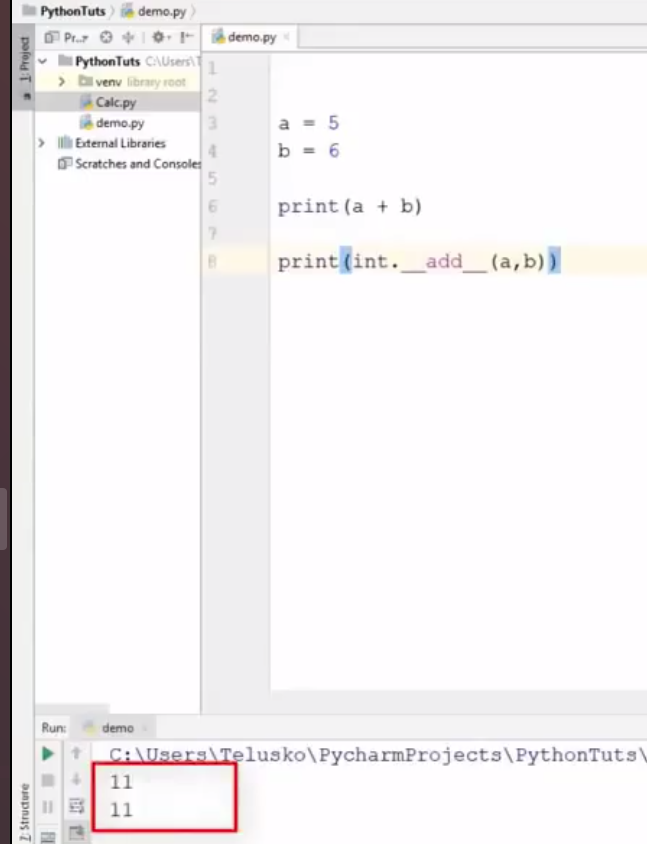 PythonTuts demo.py
1: Project
Pr...
demo.py
PythonTuts C:\Users\T
venv library root
Calc.py
demo.py
External Libraries
Scratches and Consoles
1
2
3 a = 5
4 b = 6
5
6 print(a + b)
7
8 print(int.__add__(a,b))
Run: demo
C:\Users\Telusko\PycharmProjects\PythonTuts\
11
11
2: Structure